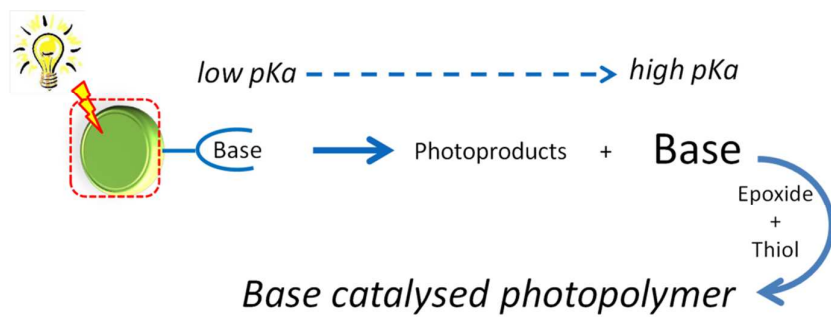 low pKa
high pKa
Base
Photoproducts + Base
Epoxide
+
Thiol
Base catalysed photopolymer